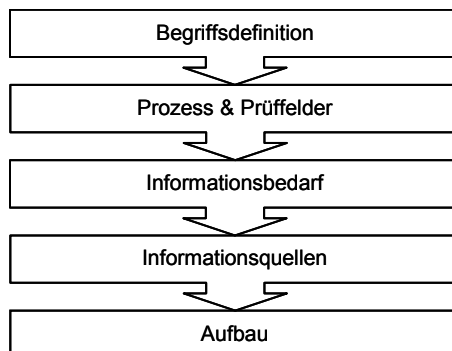 Begriffsdefinition
Prozess & Prüffelder
Informationsbedarf
Informationsquellen
Aufbau